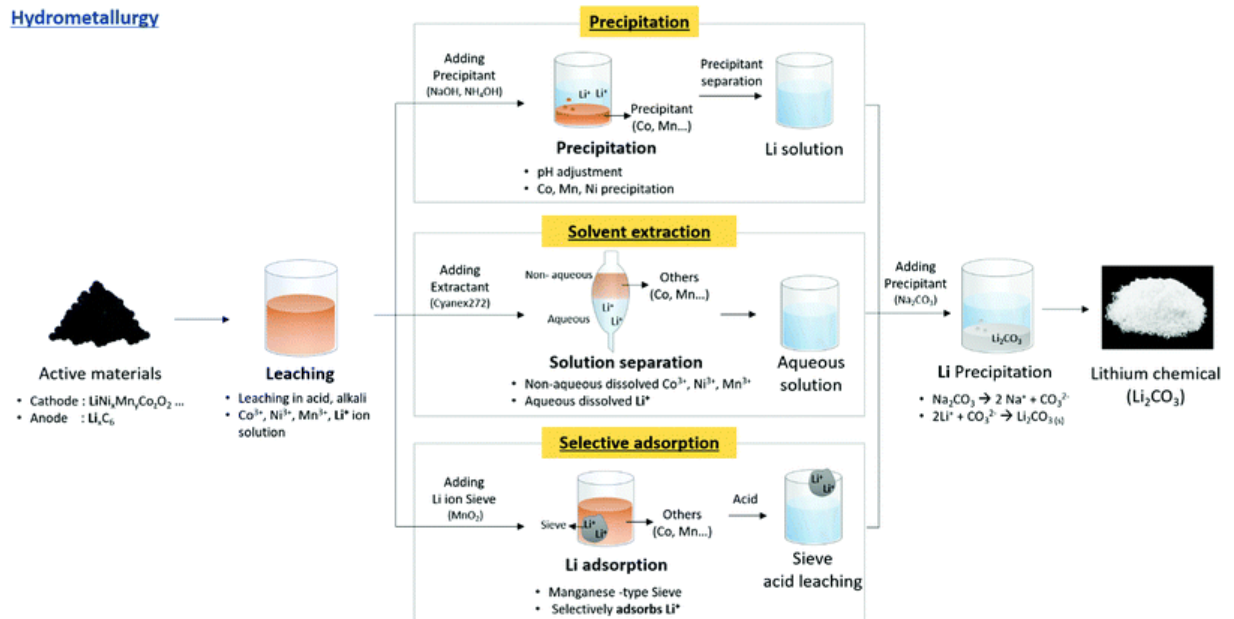 Hydrometallurgy
Precipitation
Adding
Precipitant
(NaOH, NH₄OH)
Li⁺ Li⁺
Precipitant
(Co, Mn...)
Precipitant
separation
Precipitation
Li solution
• pH adjustment
• Co, Mn, Ni precipitation
Solvent extraction
Adding
Extractant
(Cyanex272)
Non- aqueous
Aqueous
Li⁺
Li⁺
Others
(Co, Mn...)
Solution separation
• Non-aqueous dissolved Co³⁺, Ni³⁺, Mn³⁺
• Aqueous dissolved Li⁺
Aqueous
solution
Active materials
• Cathode : LiNiₓMnᵧCo₂O₂ ...
• Anode : LiₓC₆
Leaching
• Leaching in acid, alkali
• Co³⁺, Ni³⁺, Mn³⁺, Li⁺ ion
solution
Selective adsorption
Adding
Li ion Sieve
(MnO₂)
Sieve
Li⁺
Li⁺
Others
(Co, Mn...)
Acid
Li⁺
Li⁺
Li adsorption
• Manganese -type Sieve
• Selectively adsorbs Li⁺
Sieve
acid leaching
Adding
Precipitant
(Na₂CO₃)
Li₂CO₃
Li Precipitation
• Na₂CO₃ → 2 Na⁺ + CO₃²⁻
• 2Li⁺ + CO₃²⁻ → Li₂CO₃ (s)
Lithium chemical
(Li₂CO₃)